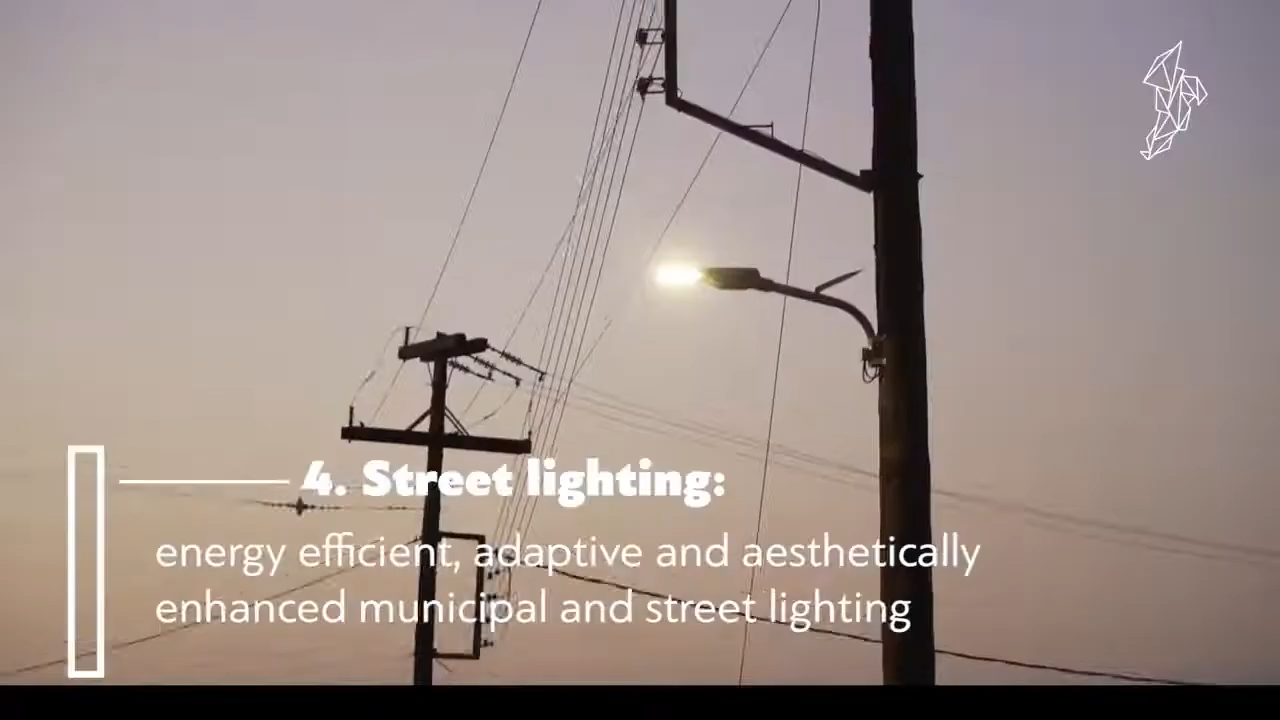 4. Street lighting:
energy efficient, adaptive and aesthetically
enhanced municipal and street lighting